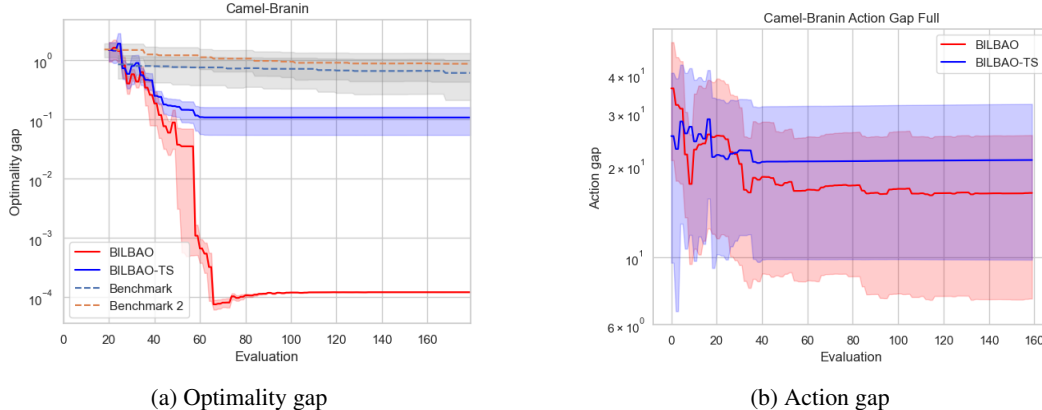 Camel-Branin
Optimality gap
10^0
10^-1
10^-2
10^-3
10^-4
BILBAO
BILBAO-TS
Benchmark
Benchmark 2
0 20 40 60 80 100 120 140 160
Evaluation
(a) Optimality gap
Camel-Branin Action Gap Full
Action gap
BILBAO
BILBAO-TS
4 × 10^1
3 × 10^1
2 × 10^1
10^1
6 × 10^0
0 20 40 60 80 100 120 140 160
Evaluation
(b) Action gap